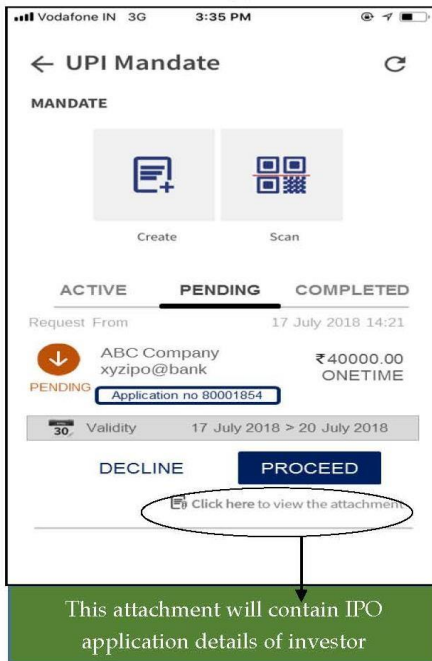 Vodafone IN 3G 3:35 PM
← UPI Mandate
MANDATE
Create Scan
ACTIVE PENDING COMPLETED
Request From 17 July 2018 14:21
ABC Company ₹40000.00
xyzipo@bank ONETIME
PENDING
Application no 80001854
30 Validity 17 July 2018 > 20 July 2018
DECLINE PROCEED
Click here to view the attachment
This attachment will contain IPO
application details of investor